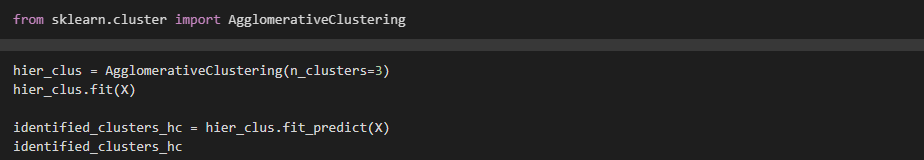 from sklearn.cluster import AgglomerativeClustering
hier_clus = AgglomerativeClustering(n_clusters=3)
hier_clus.fit(X)
identified_clusters_hc = hier_clus.fit_predict(X)
identified_clusters_hc